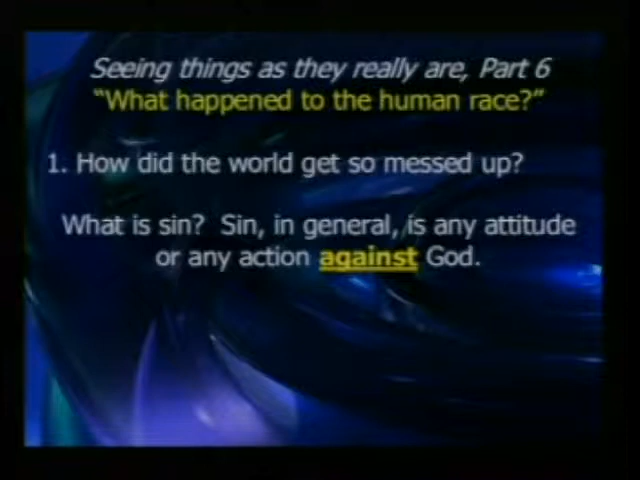 Seeing things as they really are, Part 6
“What happened to the human race?”
1. How did the world get so messed up?
What is sin?  Sin, in general, is any attitude
or any action against God.